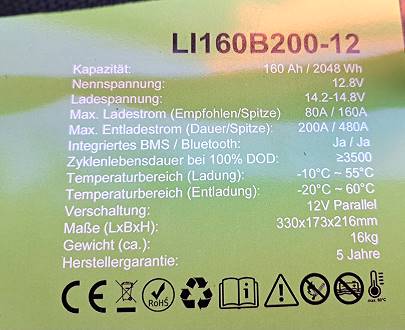 LI160B200-12
Kapazität: 160 Ah / 2048 Wh
Nennspannung: 12.8V
Ladespannung: 14.2-14.8V
Max. Ladestrom (Empfohlen/Spitze) 80A / 160A
Max. Entladestrom (Dauer/Spitze): 200A / 480A
Integriertes BMS / Bluetooth: Ja / Ja
Zyklenlebensdauer bei 100% DOD: ≥3500
Temperaturbereich (Ladung): -10°C ~ 55°C
Temperaturbereich (Entladung): -20°C ~ 60°C
Verschaltung: 12V Parallel
Maße (LxBxH): 330x173x216mm
Gewicht (ca.): 16kg
Herstellergarantie: 5 Jahre
CE RoHS